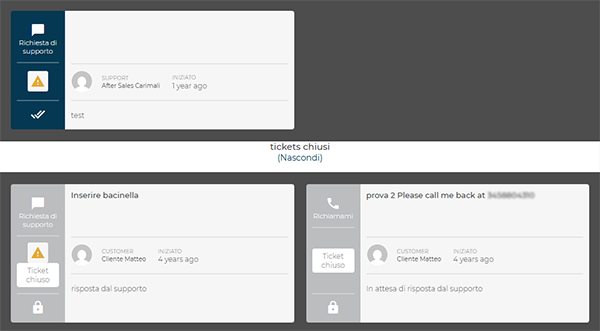 Richiesta di
supporto
SUPPORT
After Sales Carimali
INIZIATO
1 year ago
test
tickets chiusi
(Nascondi)
Richiesta di
supporto
Ticket
chiuso
Inserire bacinella
CUSTOMER
Cliente Matteo
INIZIATO
4 years ago
risposta dal supporto
Richiamami
Ticket
chiuso
prova 2 Please call me back at
CUSTOMER
Cliente Matteo
INIZIATO
4 years ago
In attesa di risposta dal supporto